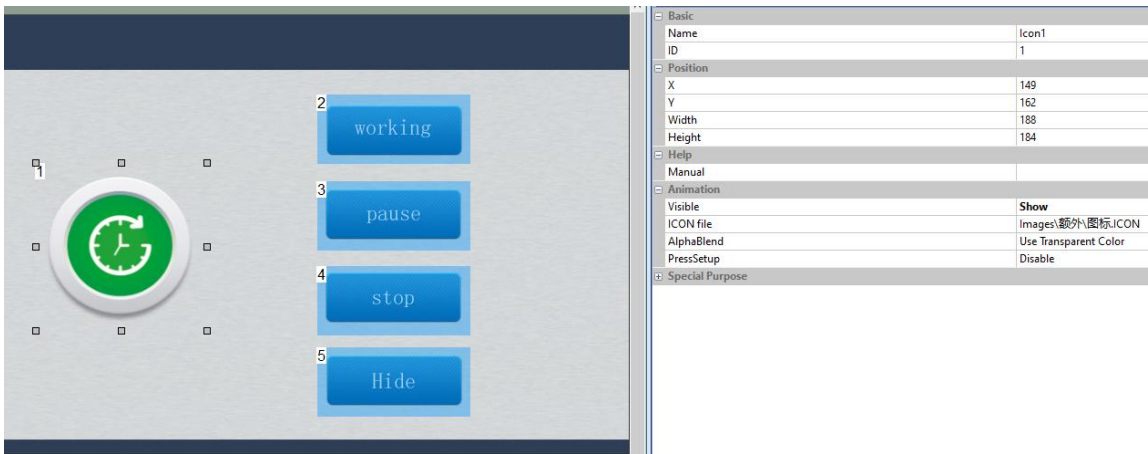 1
2
working
3
pause
4
stop
5
Hide
Basic
Name Icon1
ID 1
Position
X 149
Y 162
Width 188
Height 184
Help
Manual
Animation
Visible Show
ICON file Images\额外\图标.ICON
AlphaBlend Use Transparent Color
PressSetup Disable
Special Purpose